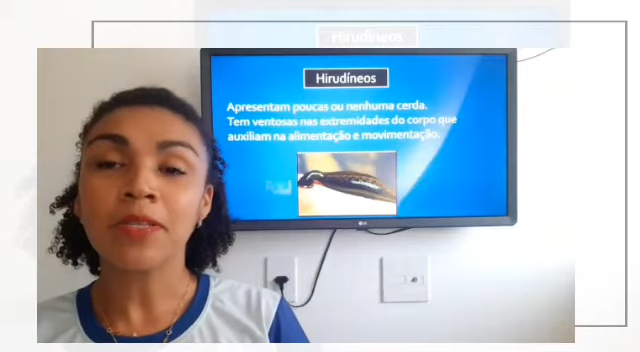 Hirudíneos
Hirudíneos
Apresentam poucas ou nenhuma cerda.
Tem ventosas nas extremidades do corpo que
auxiliam na alimentação e movimentação.
LG